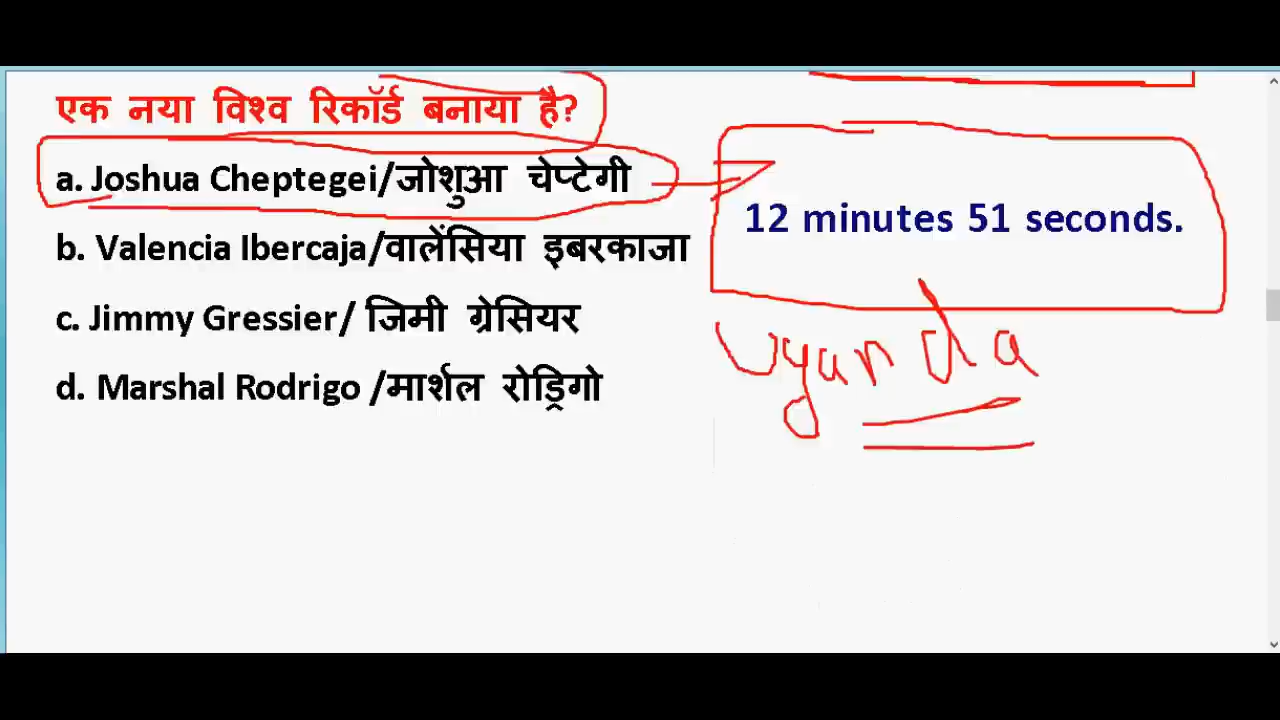 एक नया विश्व रिकॉर्ड बनाया है?
a. Joshua Cheptegei/जोशुआ चेप्टेगी
12 minutes 51 seconds.
b. Valencia Ibercaja/वालेंसिया इबरकाजा
c. Jimmy Gressier/ जिमी ग्रेसियर
Uganda
d. Marshal Rodrigo /मार्शल रोड्रिगो